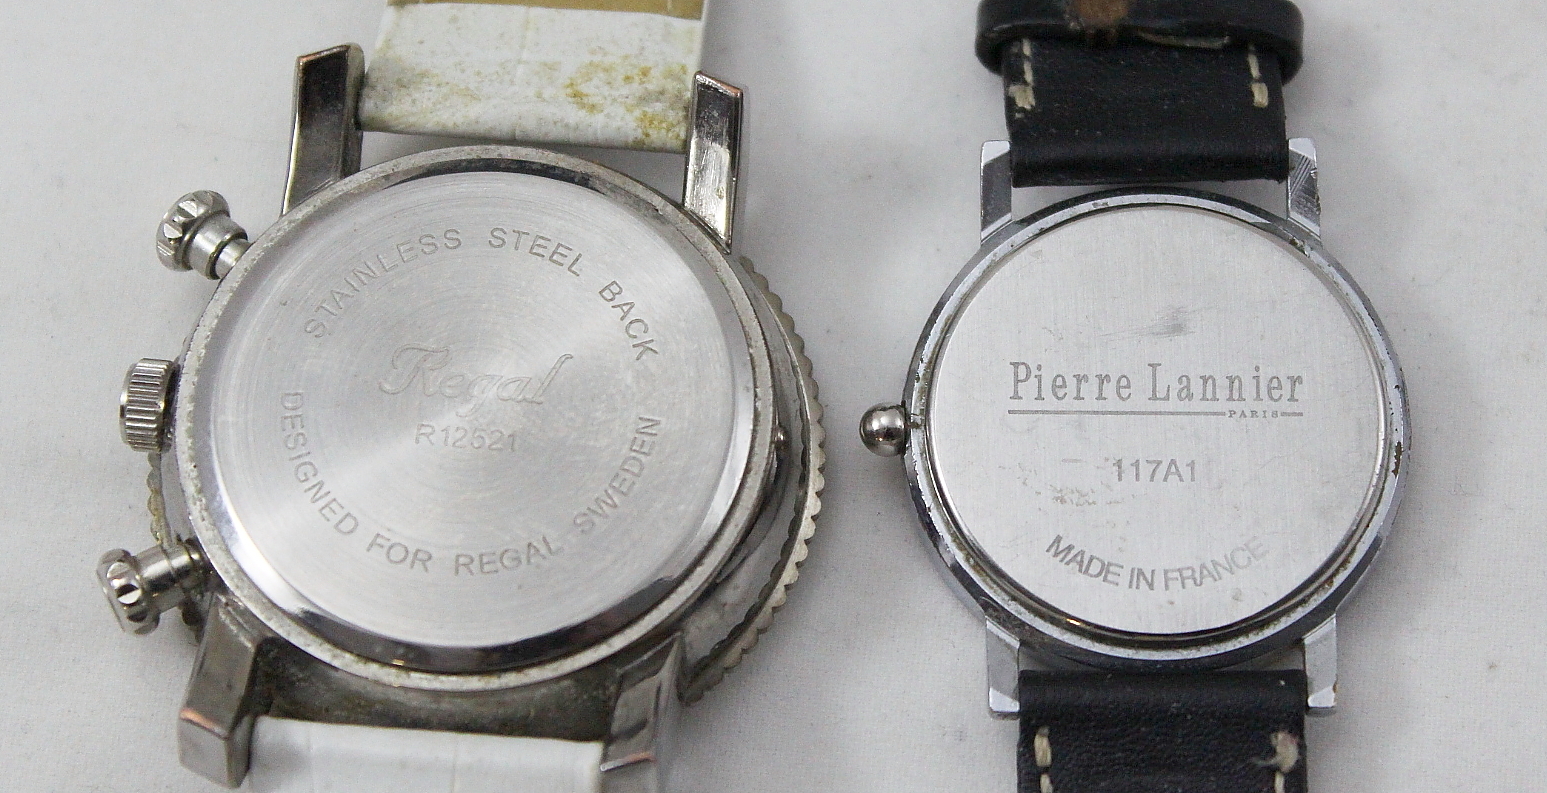 STAINLESS STEEL BACK
Regal
R12521
DESIGNED FOR REGAL SWEDEN
Pierre Lannier
PARIS
117A1
MADE IN FRANCE